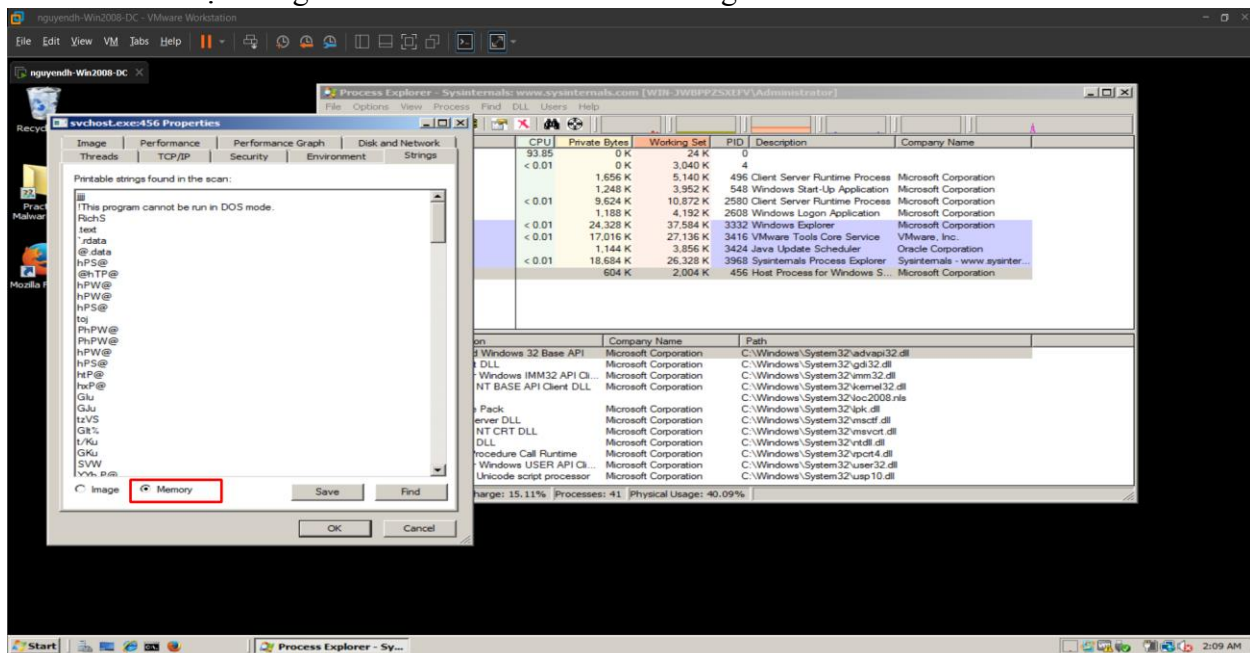 nguyendh-Win2008-DC - VMware Workstation
File Edit View VM Tabs Help
nguyendh-Win2008-DC
Process Explorer - Sysinternals: www.sysinternals.com [WIN-JWBPPZSXEFV\Administrator]
File Options View Process Find DLL Users Help
svchost.exe:456 Properties
Image Performance Performance Graph Disk and Network
Threads TCP/IP Security Environment Strings
Printable strings found in the scan:
!This program cannot be run in DOS mode.
RichS
.text
`.rdata
@.data
hPS@
@hTP@
hPW@
hPW@
hPS@
toj
PhPW@
PhPW@
hPW@
hPS@
htP@
hxP@
Glu
GJu
tzVS
Glt%
t/Ku
GKu
SVW
Image Memory Save Find
OK Cancel
CPU Private Bytes Working Set PID Description Company Name
93.85 0 K 24 K 0
< 0.01 0 K 3,040 K 4
1,656 K 5,140 K 496 Client Server Runtime Process Microsoft Corporation
1,248 K 3,952 K 548 Windows Start-Up Application Microsoft Corporation
< 0.01 9,624 K 10,872 K 2580 Client Server Runtime Process Microsoft Corporation
1,188 K 4,192 K 2608 Windows Logon Application Microsoft Corporation
< 0.01 24,328 K 37,584 K 3332 Windows Explorer Microsoft Corporation
< 0.01 17,016 K 27,136 K 3416 VMware Tools Core Service VMware, Inc.
1,144 K 3,856 K 3424 Java Update Scheduler Oracle Corporation
< 0.01 18,684 K 26,328 K 3968 Sysinternals Process Explorer Sysinternals - www.sysinter...
604 K 2,004 K 456 Host Process for Windows S... Microsoft Corporation
on Company Name Path
d Windows 32 Base API Microsoft Corporation C:\Windows\System32\advapi32.dll
t DLL Microsoft Corporation C:\Windows\System32\gdi32.dll
r Windows IMM32 API Cli... Microsoft Corporation C:\Windows\System32\imm32.dll
NT BASE API Client DLL Microsoft Corporation C:\Windows\System32\kernel32.dll
C:\Windows\System32\loc2008.nls
e Pack Microsoft Corporation C:\Windows\System32\lpk.dll
erver DLL Microsoft Corporation C:\Windows\System32\msctf.dll
NT CRT DLL Microsoft Corporation C:\Windows\System32\msvcrt.dll
DLL Microsoft Corporation C:\Windows\System32\ntdll.dll
rocedure Call Runtime Microsoft Corporation C:\Windows\System32\rpcrt4.dll
r Windows USER API Cli... Microsoft Corporation C:\Windows\System32\user32.dll
Unicode script processor Microsoft Corporation C:\Windows\System32\usp10.dll
harge: 15.11% Processes: 41 Physical Usage: 40.09%
Recyc
Pract
Malwar
Mozilla F
Start Process Explorer - Sy... 2:09 AM